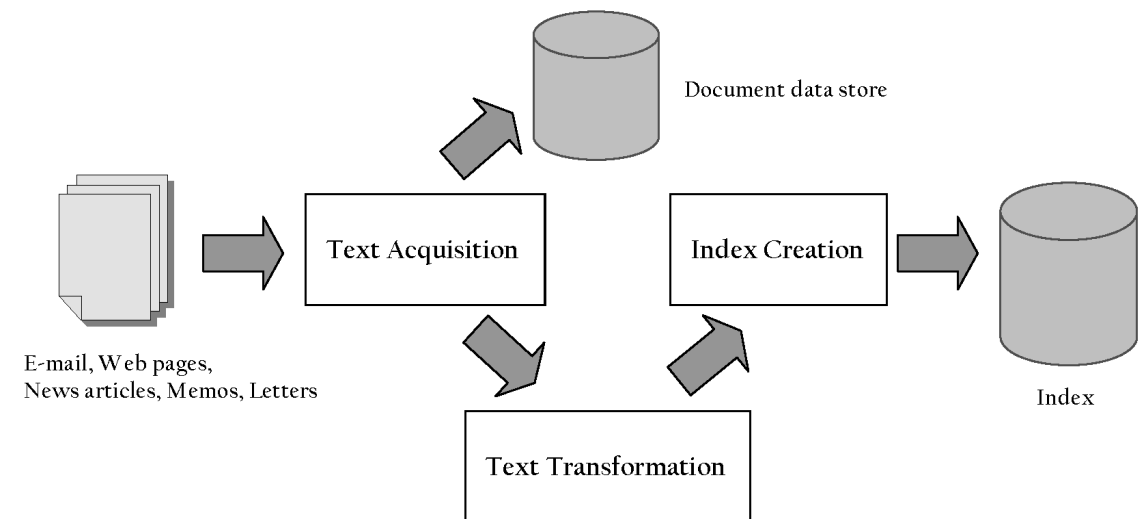 Document data store
Text Acquisition
Index Creation
E-mail, Web pages,
News articles, Memos, Letters
Index
Text Transformation